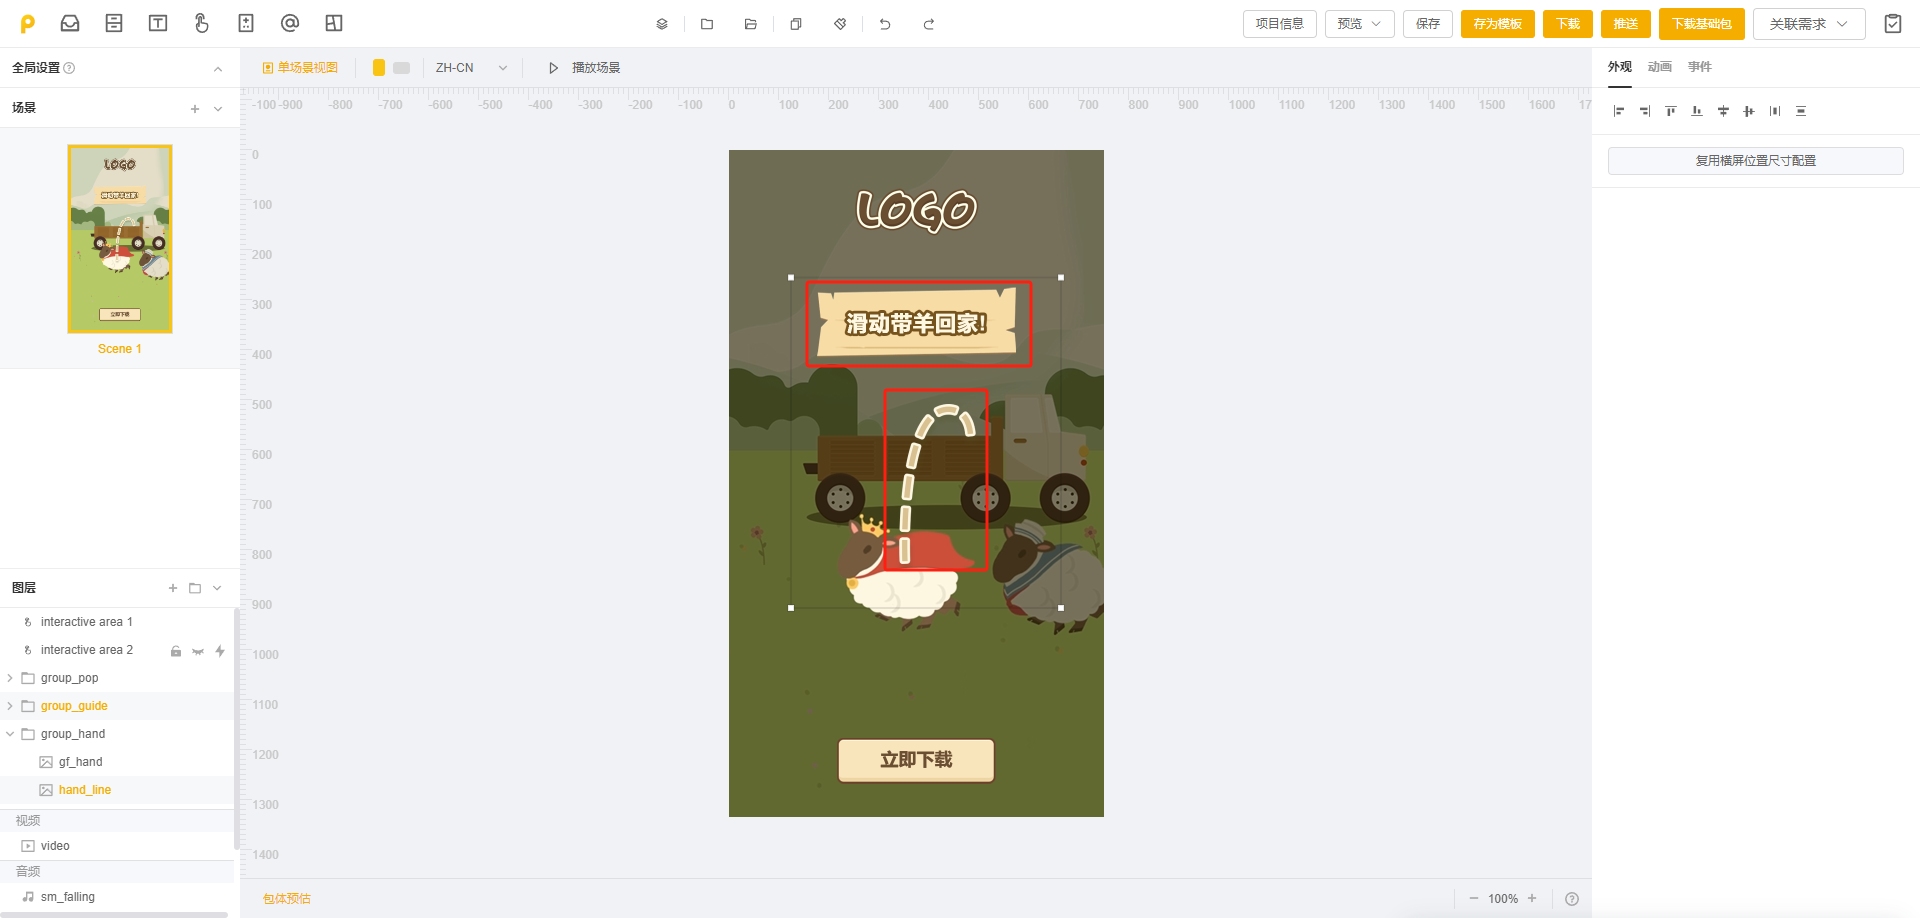 项目信息 预览 保存 存为模板 下载 推送 下载基础包 关联需求
全局设置
单场景视图 ZH-CN 播放场景
外观 动画 事件
-100 -900 -800 -700 -600 -500 -400 -300 -200 -100 0 100 200 300 400 500 600 700 800 900 1000 1100 1200 1300 1400 1500 1600 17
场景
复用横屏位置尺寸配置
LOGO
滑动带羊回家!
立即下载
Scene 1
0
100
200
300
400
500
600
700
800
900
1000
1100
1200
1300
1400
LOGO
滑动带羊回家!
立即下载
图层
interactive area 1
interactive area 2
group_pop
group_guide
group_hand
gf_hand
hand_line
视频
video
音频
sm_falling
包体预估
100%